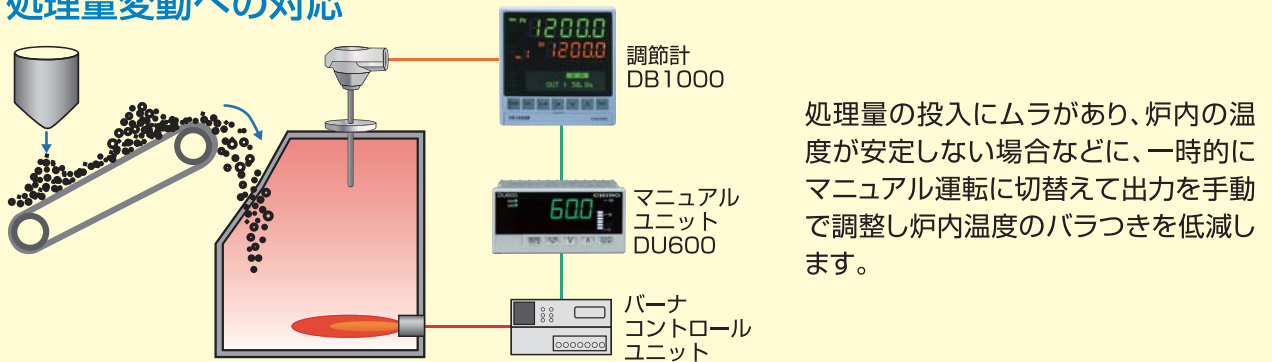 処理量変動への対応
1200.0
1200.0
OUT : 56.0%
調節計
DB1000
DU600
CHINO
60.0
マニュアル
ユニット
DU600
バーナ
コントロール
ユニット
処理量の投入にムラがあり、炉内の温
度が安定しない場合などに、一時的に
マニュアル運転に切替えて出力を手動
で調整し炉内温度のバラつきを低減し
ます。